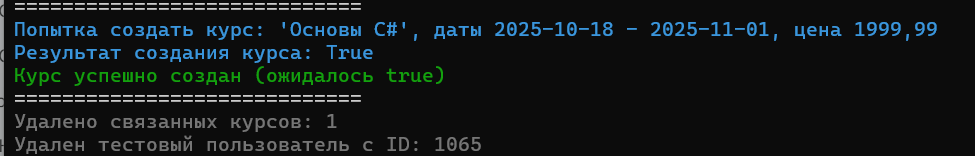 =============================
Попытка создать курс: 'Основы C#', даты 2025-10-18 - 2025-11-01, цена 1999,99
Результат создания курса: True
Курс успешно создан (ожидалось true)
=============================
Удалено связанных курсов: 1
Удален тестовый пользователь с ID: 1065